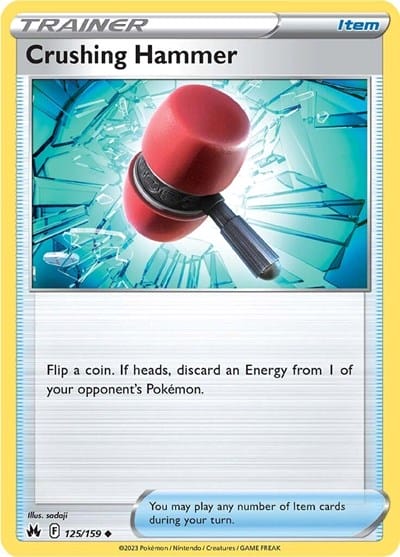 TRAINER Item
Crushing Hammer
Flip a coin. If heads, discard an Energy from 1 of
your opponent's Pokémon.
Illus. sadaji
F 125/159
You may play any number of Item cards
during your turn.
©2023 Pokémon / Nintendo / Creatures / GAME FREAK